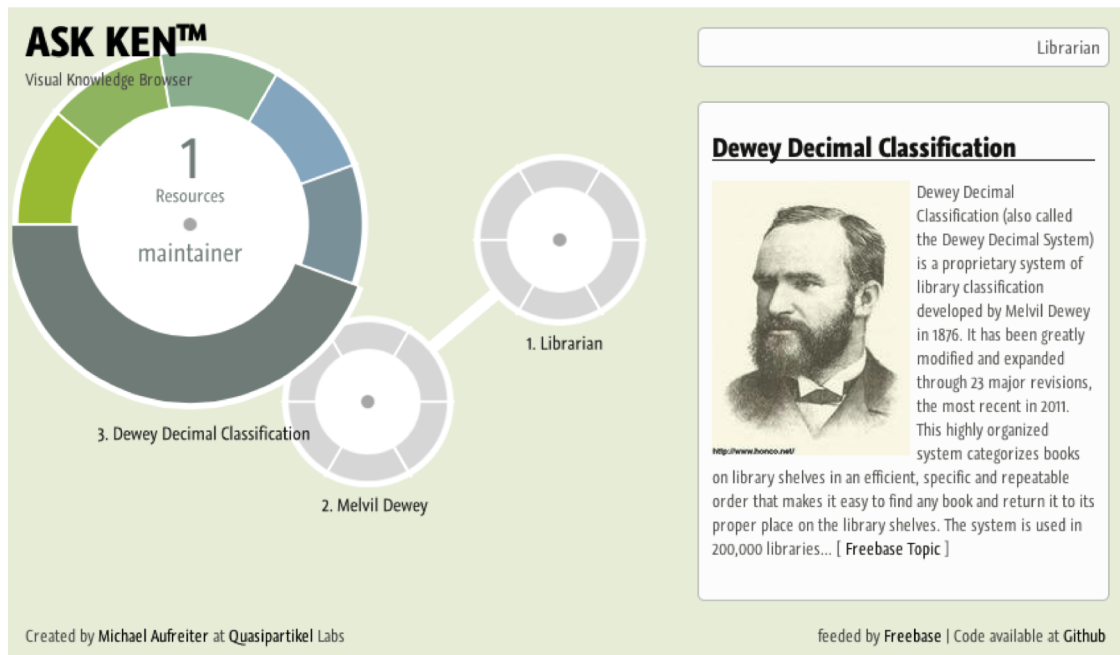 ASK KEN™
Visual Knowledge Browser
1
Resources
maintainer
3. Dewey Decimal Classification
1. Librarian
2. Melvil Dewey
Librarian
Dewey Decimal Classification
Dewey Decimal
Classification (also called
the Dewey Decimal System)
is a proprietary system of
library classification
developed by Melvil Dewey
in 1876. It has been greatly
modified and expanded
through 23 major revisions,
the most recent in 2011.
This highly organized
system categorizes books
http://www.honco.net/
on library shelves in an efficient, specific and repeatable
order that makes it easy to find any book and return it to its
proper place on the library shelves. The system is used in
200,000 libraries... [ Freebase Topic ]
Created by Michael Aufreiter at Quasipartikel Labs
feeded by Freebase | Code available at Github